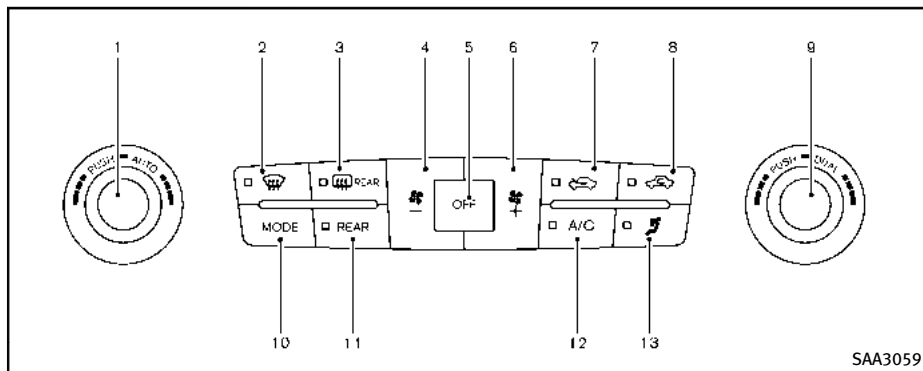 1 2 3 4 5 6 7 8 9
PUSH AUTO
REAR
PUSH DUAL
OFF
− +
MODE
REAR
A/C
10 11 12 13
SAA3059